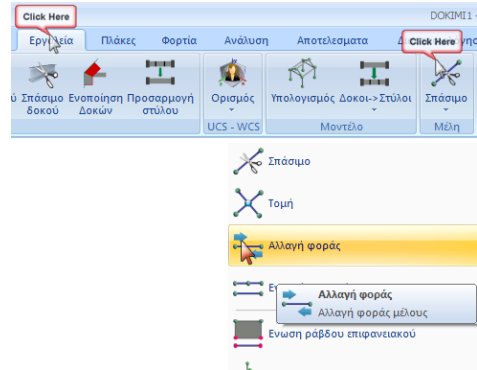 Click Here
DOKIMI1 -
Εργαλεία Πλάκες Φορτία Ανάλυση Αποτελεσματα Click Here
Σπάσιμο Ενοποίηση Προσαρμογή Ορισμός Υπολογισμός Δοκοι->Στύλοι Σπάσιμο
δοκού Δοκών στύλου
UCS - WCS Μοντέλο Μέλη
Σπάσιμο
Τομή
Αλλαγή φοράς
Αλλαγή φοράς
Αλλαγή φοράς μέλους
Ενωση ράβδου επιφανειακού